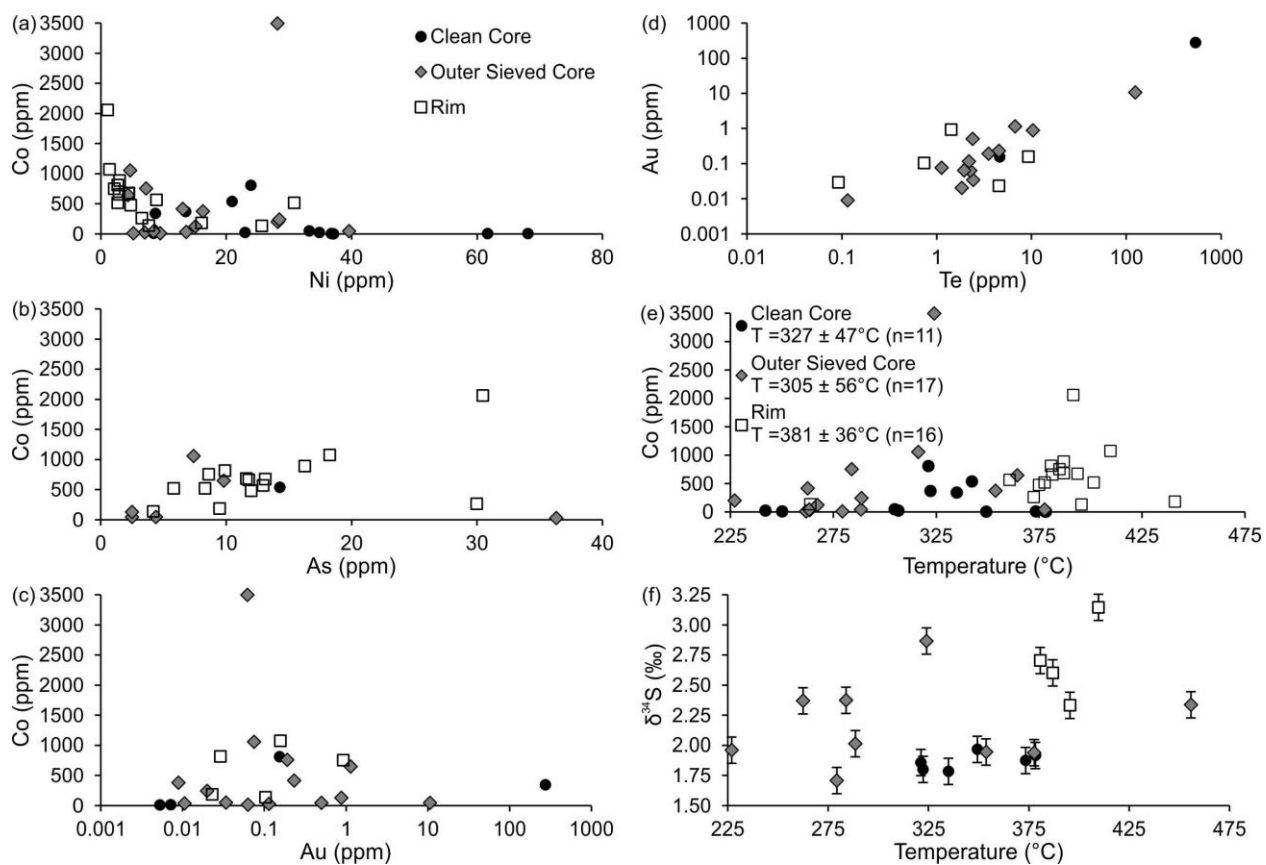 (a)
3500
3000
2500
2000
1500
1000
500
0
Co (ppm)
Clean Core
Outer Sieved Core
Rim
0 20 40 60 80
Ni (ppm)
(b)
3500
3000
2500
2000
1500
1000
500
0
Co (ppm)
0 10 20 30 40
As (ppm)
(c)
3500
3000
2500
2000
1500
1000
500
0
Co (ppm)
0.001 0.01 0.1 1 10 100 1000
Au (ppm)
(d)
1000
100
10
1
0.1
0.01
0.001
Au (ppm)
0.01 0.1 1 10 100 1000
Te (ppm)
(e)
3500
3000
2500
2000
1500
1000
500
0
Co (ppm)
Clean Core
T =327 ± 47°C (n=11)
Outer Sieved Core
T =305 ± 56°C (n=17)
Rim
T =381 ± 36°C (n=16)
225 275 325 375 425 475
Temperature (°C)
(f)
3.25
3.00
2.75
2.50
2.25
2.00
1.75
1.50
δ³⁴S (‰)
225 275 325 375 425 475
Temperature (°C)